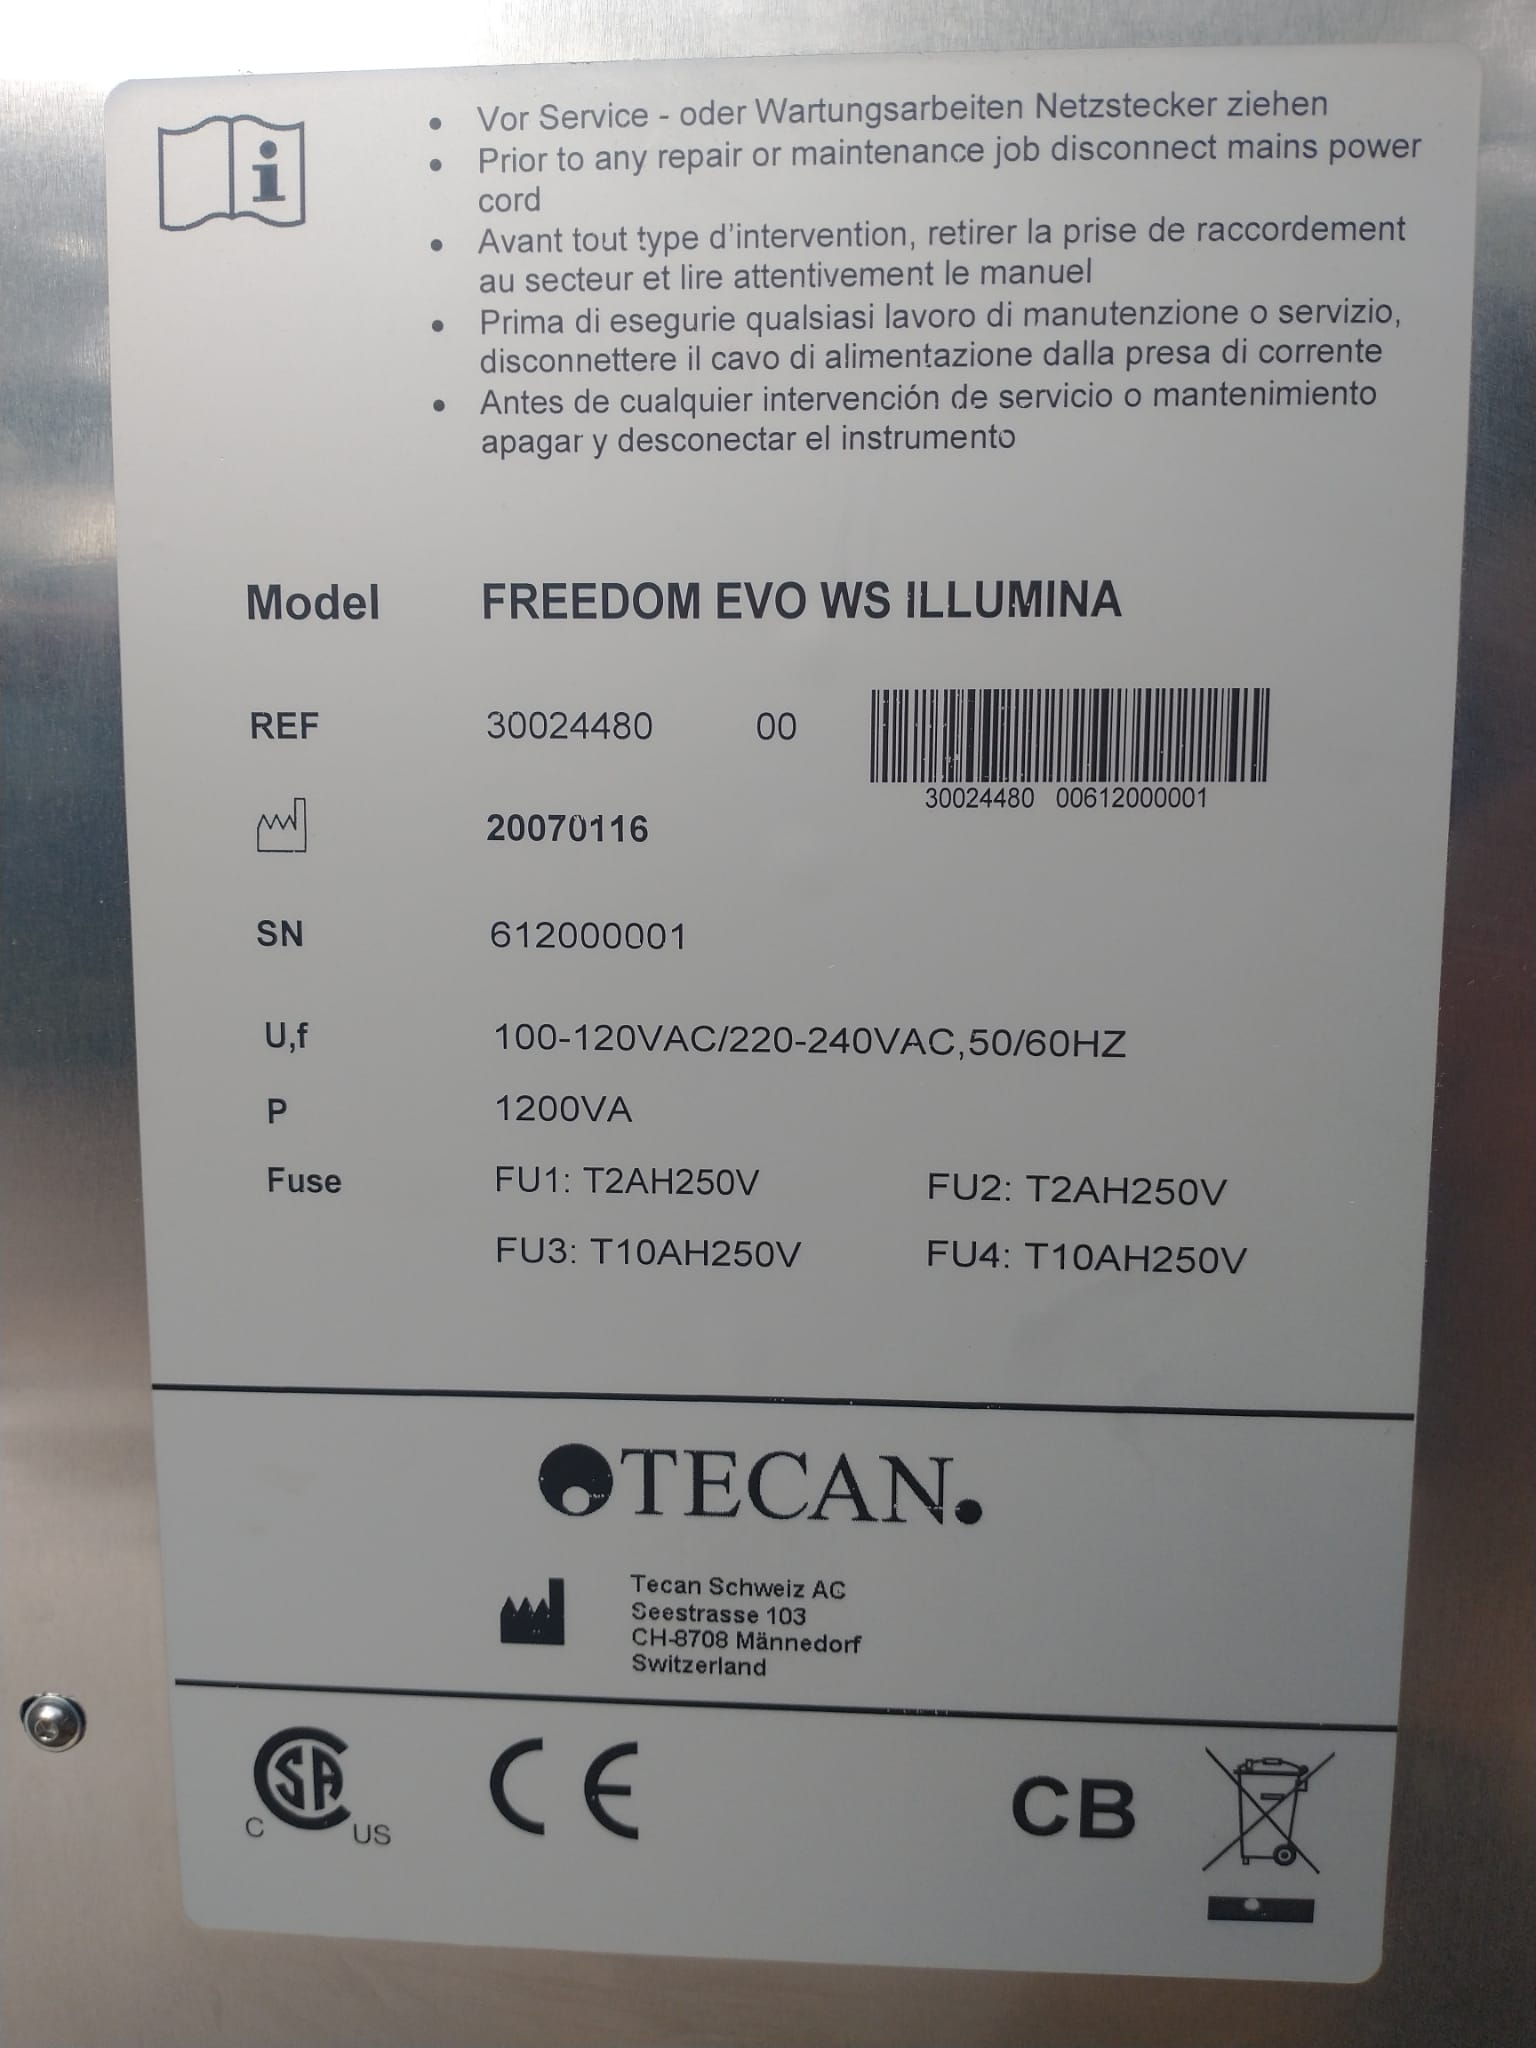 • Vor Service - oder Wartungsarbeiten Netzstecker ziehen
• Prior to any repair or maintenance job disconnect mains power
cord
• Avant tout type d'intervention, retirer la prise de raccordement
au secteur et lire attentivement le manuel
• Prima di esegurie qualsiasi lavoro di manutenzione o servizio,
disconnettere il cavo di alimentazione dalla presa di corrente
• Antes de cualquier intervención de servicio o mantenimiento
apagar y desconectar el instrumento
Model FREEDOM EVO WS ILLUMINA
REF 30024480 00
30024480 00612000001
20070116
SN 612000001
U,f 100-120VAC/220-240VAC,50/60HZ
P 1200VA
Fuse FU1: T2AH250V FU2: T2AH250V
FU3: T10AH250V FU4: T10AH250V
TECAN.
Tecan Schweiz AG
Seestrasse 103
CH-8708 Männedorf
Switzerland
C SA US CE CB